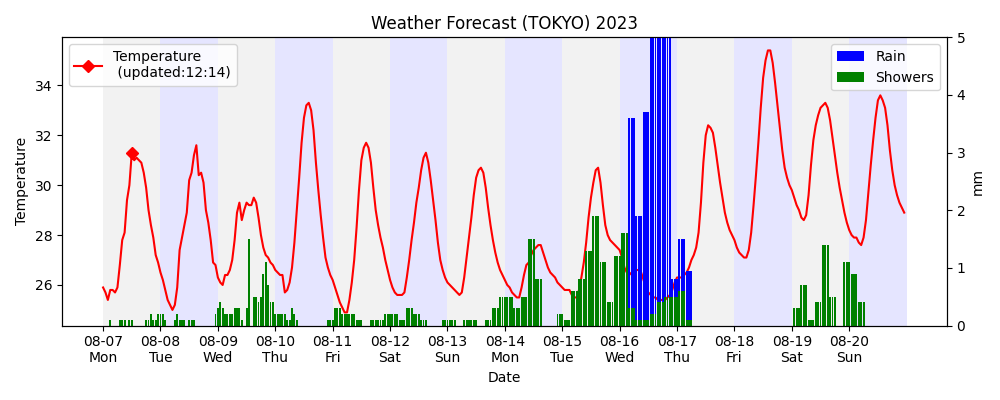 Weather Forecast (TOKYO) 2023
Temperature
(updated:12:14)
Rain
Showers
Temperature
34
32
30
28
26
5
4
3
2
1
0
mm
08-07 08-08 08-09 08-10 08-11 08-12 08-13 08-14 08-15 08-16 08-17 08-18 08-19 08-20
Mon Tue Wed Thu Fri Sat Sun Mon Tue Wed Thu Fri Sat Sun
Date